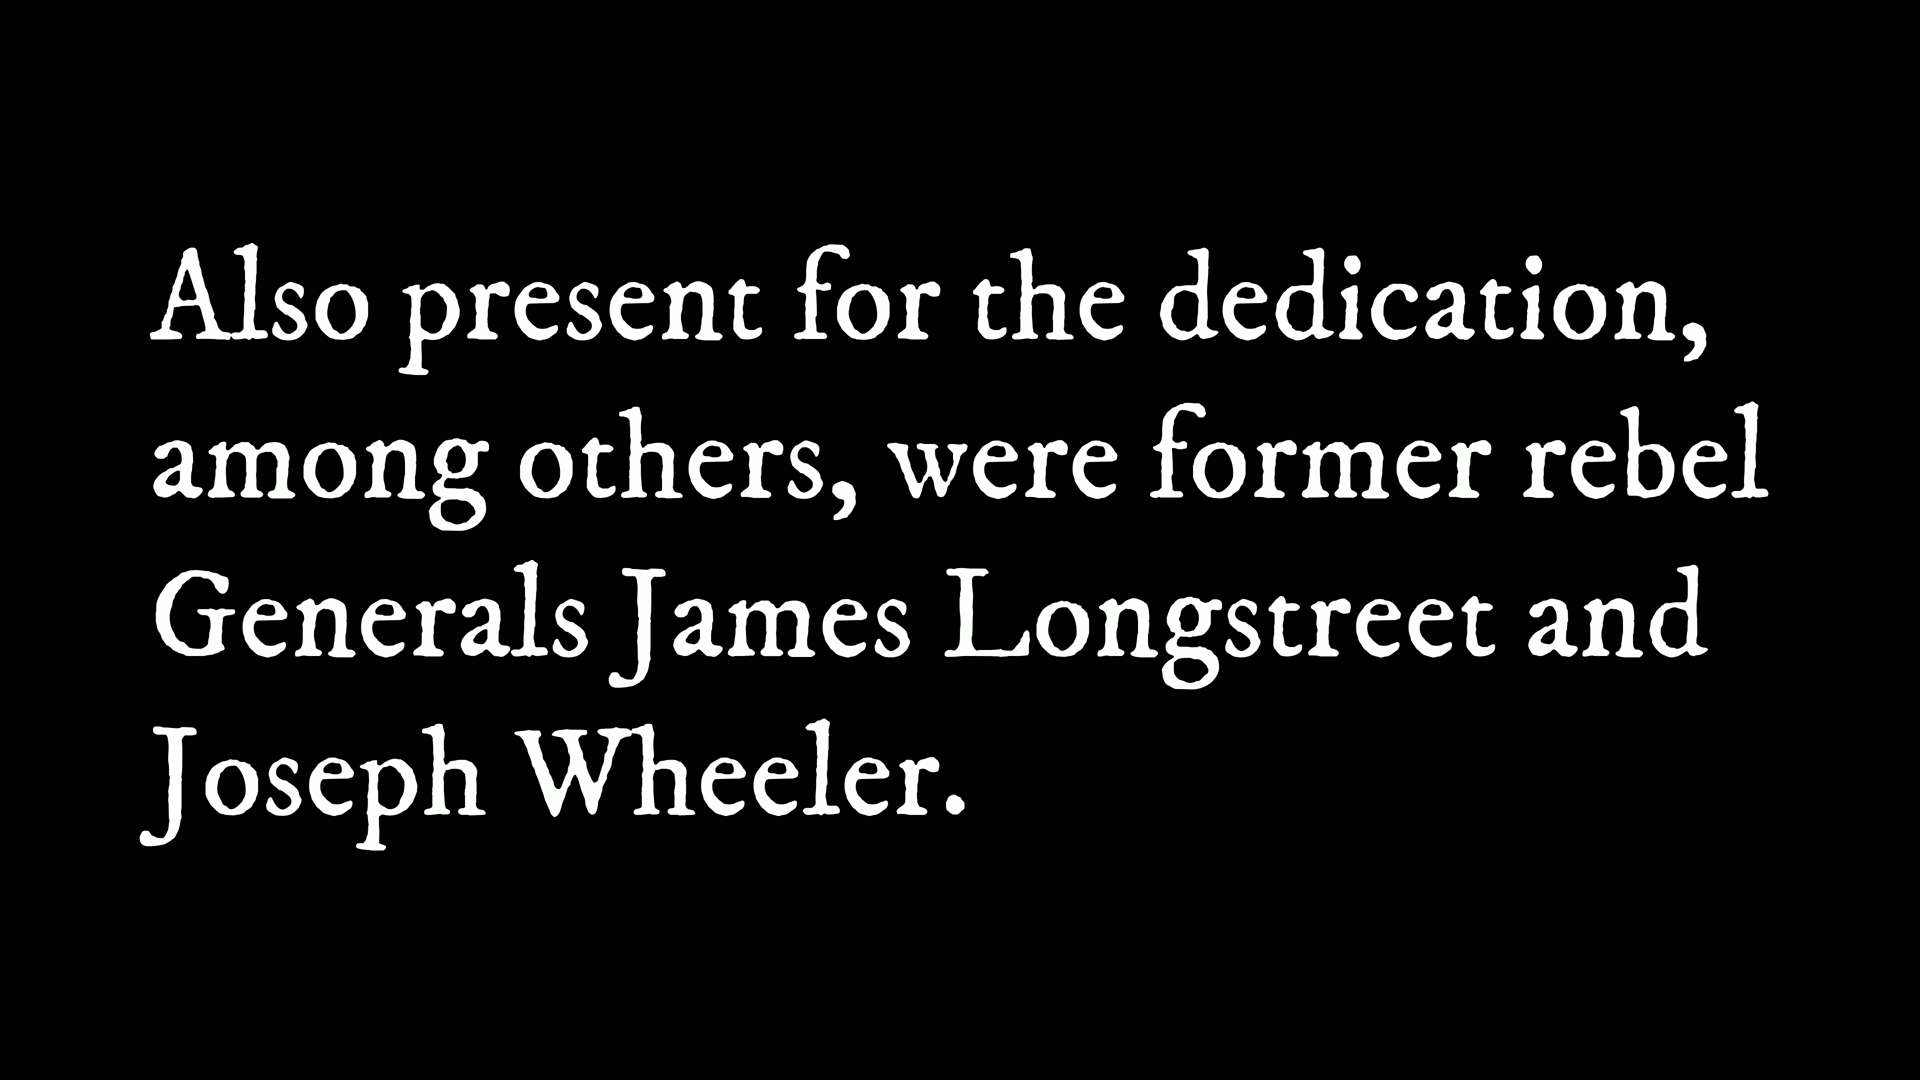 Also present for the dedication,
among others, were former rebel
Generals James Longstreet and
Joseph Wheeler.